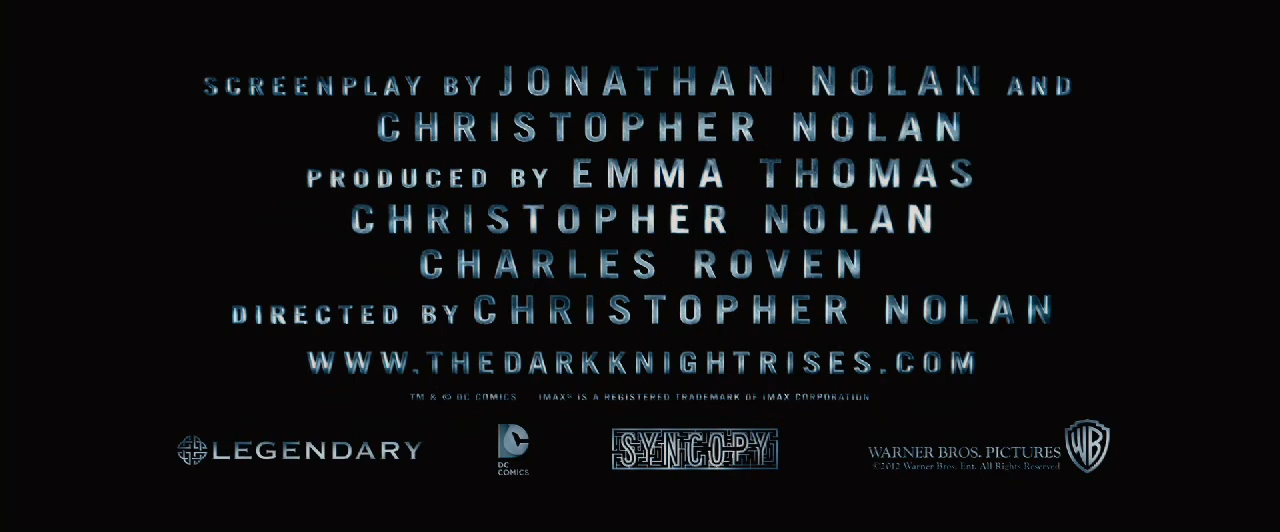 SCREENPLAY BY JONATHAN NOLAN AND
CHRISTOPHER NOLAN
PRODUCED BY EMMA THOMAS
CHRISTOPHER NOLAN
CHARLES ROVEN
DIRECTED BY CHRISTOPHER NOLAN
WWW.THEDARKKNIGHTRISES.COM
TM & © DC COMICS IMAX® IS A REGISTERED TRADEMARK OF IMAX CORPORATION
LEGENDARY
DC
COMICS
SYNCOPY
WARNER BROS. PICTURES
©2012 Warner Bros. Ent. All Rights Reserved
WB